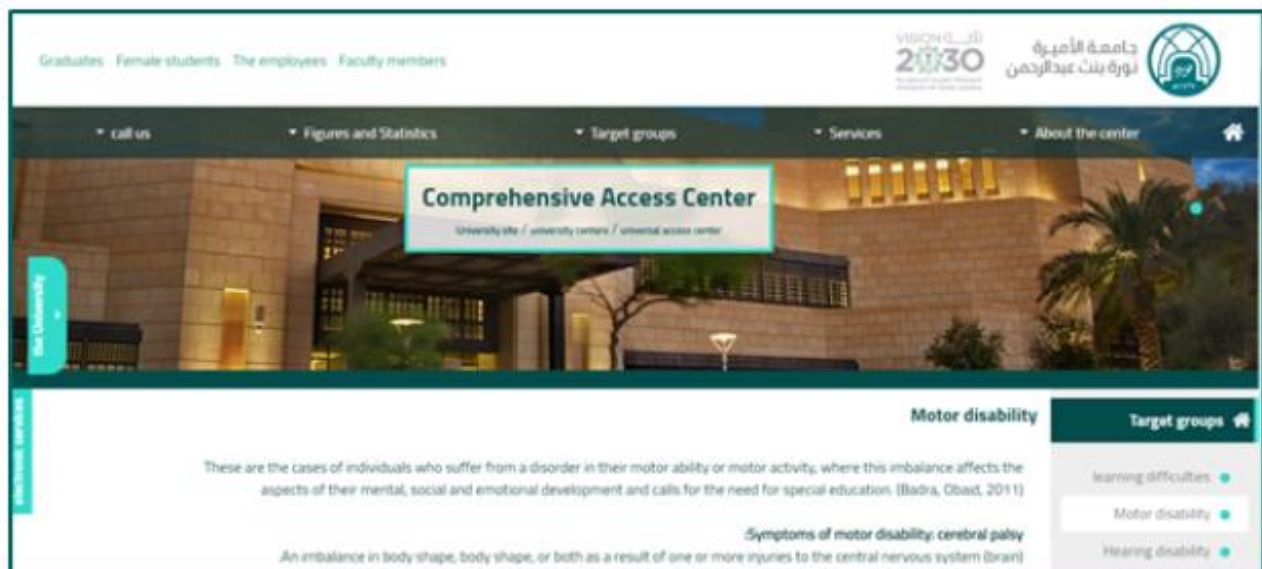 Graduates Female students The employees Faculty members
2030
جامعة الأميرة
نورة بنت عبدالرحمن
call us Figures and Statistics Target groups Services About the center
Comprehensive Access Center
University site / university centers / universal access center
the University
electronic services
Motor disability
Target groups
These are the cases of individuals who suffer from a disorder in their motor ability or motor activity, where this imbalance affects the
aspects of their mental, social and emotional development and calls for the need for special education. (Badra, Obaid, 2011)
learning difficulties
Motor disability
Hearing disability
:Symptoms of motor disability: cerebral palsy
.An imbalance in body shape, body shape, or both as a result of one or more injuries to the central nervous system (brain)